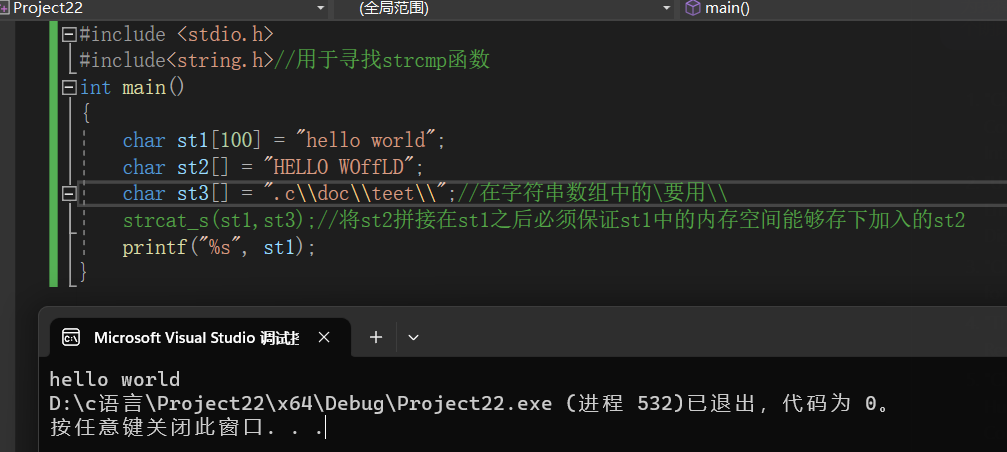 Project22 (全局范围) main()
#include <stdio.h>
#include<string.h>//用于寻找strcmp函数
int main()
{
char st1[100] = "hello world";
char st2[] = "HELLO WOffLD";
char st3[] = ".c\\doc\\teet\\";//在字符串数组中的\要用\\
strcat_s(st1,st3);//将st2拼接在st1之后必须保证st1中的内存空间能够存下加入的st2
printf("%s", st1);
}
Microsoft Visual Studio 调试
hello world
D:\c语言\Project22\x64\Debug\Project22.exe (进程 532)已退出，代码为 0。
按任意键关闭此窗口. . .